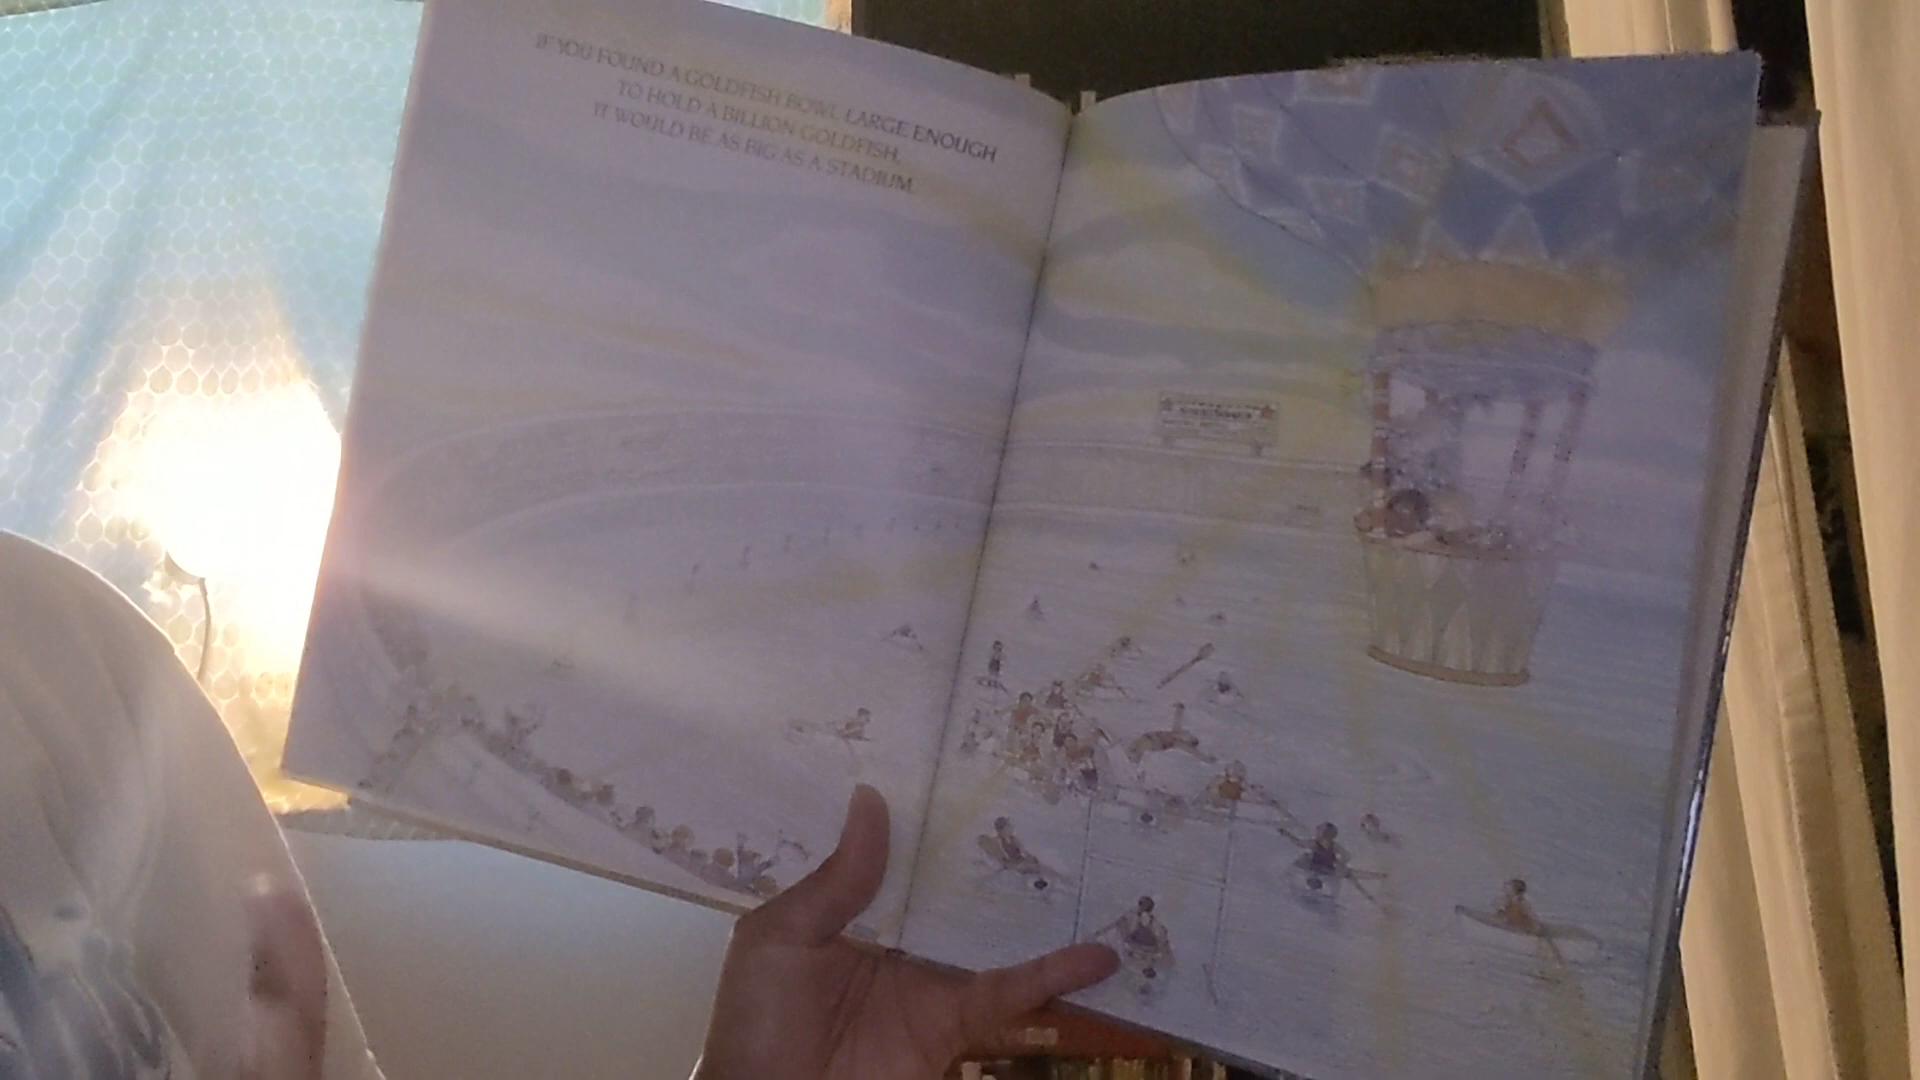 IF YOU FOUND A GOLDFISH BOWL LARGE ENOUGH
TO HOLD A BILLION GOLDFISH,
IT WOULD BE AS BIG AS A STADIUM.